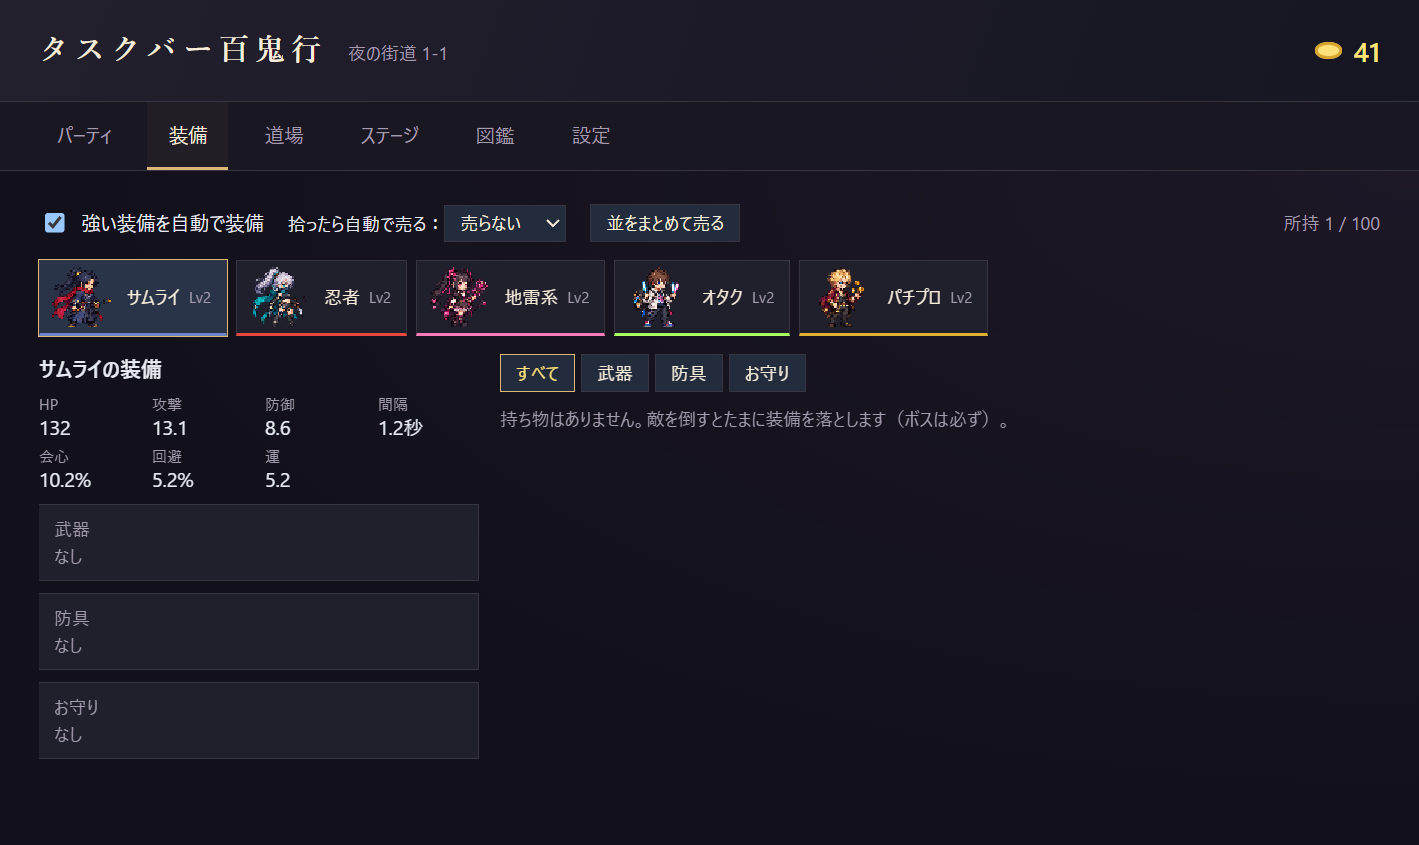 タスクバー百鬼行 夜の街道 1-1 41
パーティ 装備 道場 ステージ 図鑑 設定
強い装備を自動で装備 拾ったら自動で売る： 売らない 並をまとめて売る 所持 1 / 100
サムライ Lv2 忍者 Lv2 地雷系 Lv2 オタク Lv2 パチプロ Lv2
サムライの装備
すべて 武器 防具 お守り
持ち物はありません。敵を倒すとたまに装備を落とします（ボスは必ず）。
HP 攻撃 防御 間隔
132 13.1 8.6 1.2秒
会心 回避 運
10.2% 5.2% 5.2
武器
なし
防具
なし
お守り
なし